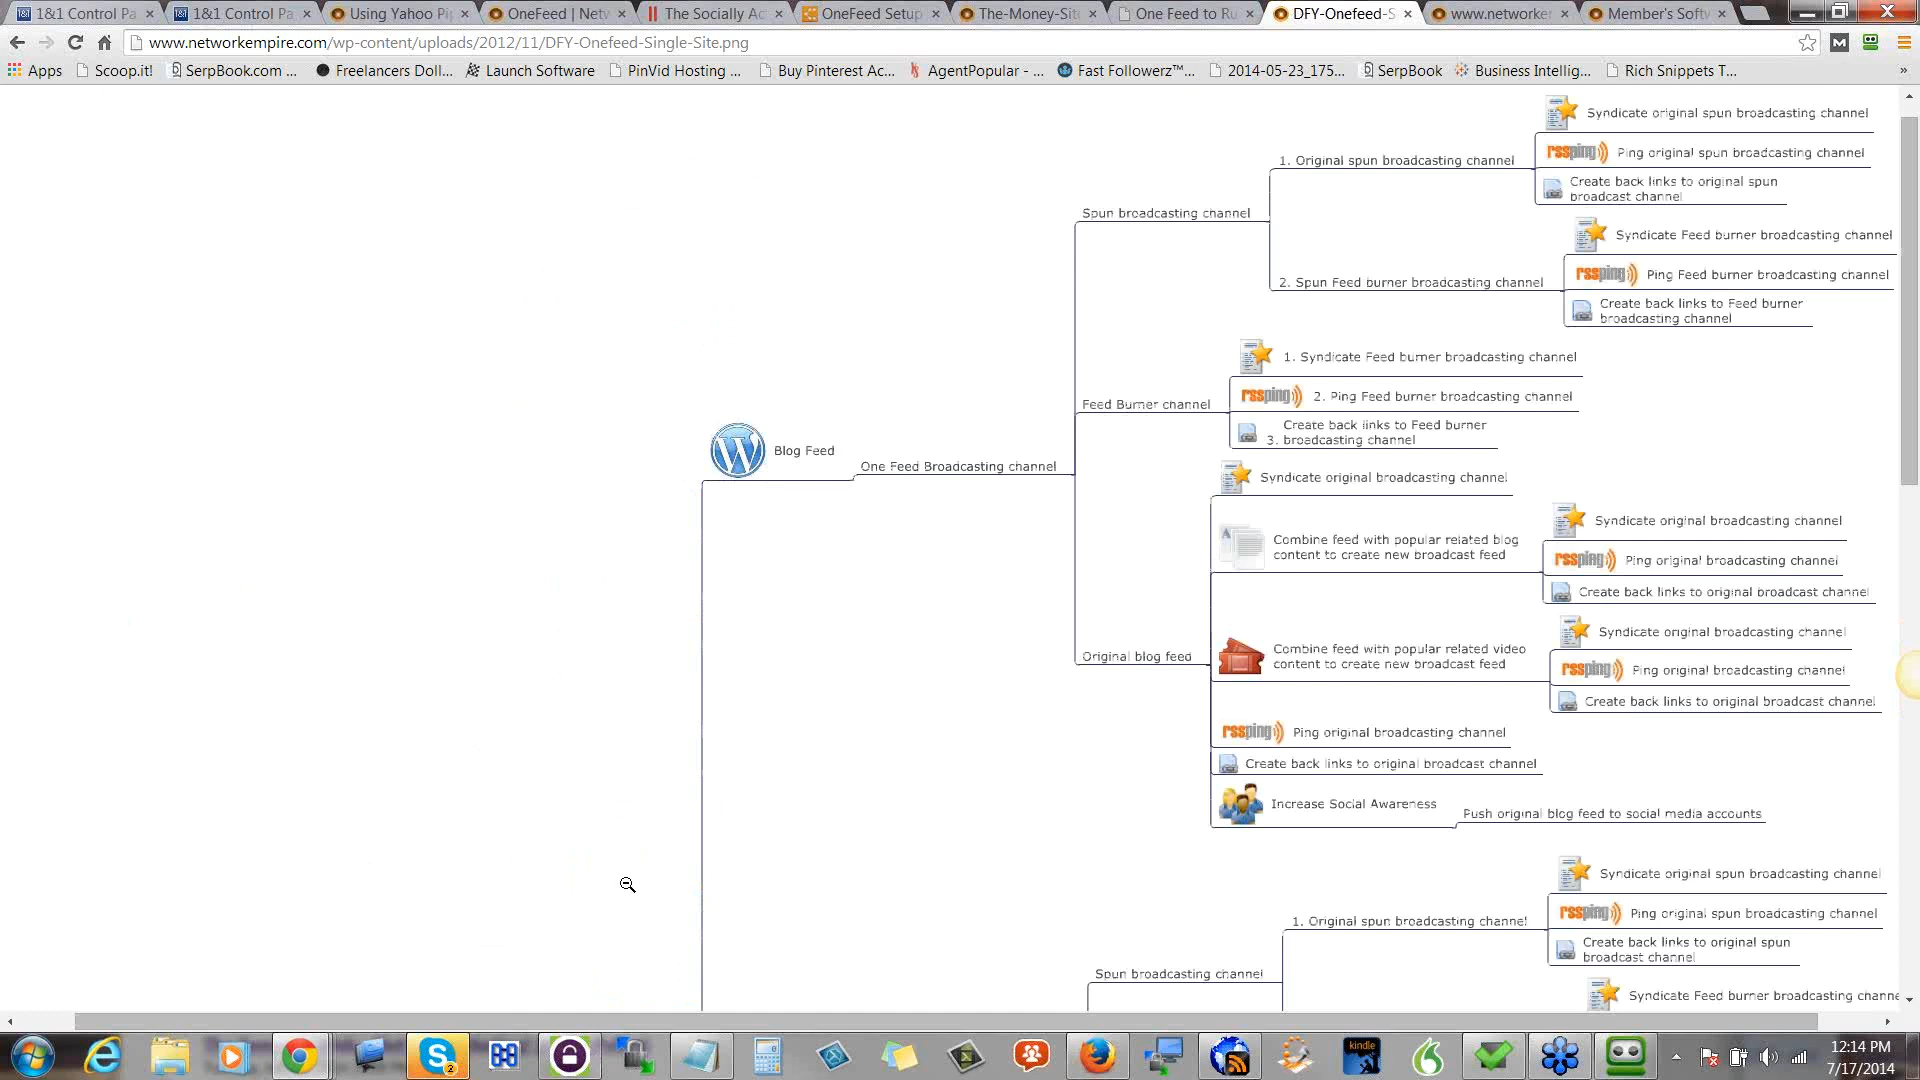 1&1 Control Pa
1&1 Control Pa
Using Yahoo Pi
OneFeed | Netw
The Socially Ac
OneFeed Setup
The-Money-Site
One Feed to Ru
DFY-Onefeed-S
www.networker
Member's Softw
www.networkempire.com/wp-content/uploads/2012/11/DFY-Onefeed-Single-Site.png
Apps
Scoop.it!
SerpBook.com ...
Freelancers Doll...
Launch Software
PinVid Hosting ...
Buy Pinterest Ac...
AgentPopular - ...
Fast Followerz™...
2014-05-23_175...
SerpBook
Business Intellig...
Rich Snippets T...
»
Syndicate original spun broadcasting channel
1. Original spun broadcasting channel
rssping Ping original spun broadcasting channel
Create back links to original spun
broadcast channel
Spun broadcasting channel
Syndicate Feed burner broadcasting channel
2. Spun Feed burner broadcasting channel
rssping Ping Feed burner broadcasting channel
Create back links to Feed burner
broadcasting channel
1. Syndicate Feed burner broadcasting channel
Feed Burner channel
rssping 2. Ping Feed burner broadcasting channel
Create back links to Feed burner
3. broadcasting channel
Blog Feed
One Feed Broadcasting channel
Syndicate original broadcasting channel
Combine feed with popular related blog
content to create new broadcast feed
Syndicate original broadcasting channel
rssping Ping original broadcasting channel
Create back links to original broadcast channel
Original blog feed
Combine feed with popular related video
content to create new broadcast feed
Syndicate original broadcasting channel
rssping Ping original broadcasting channel
Create back links to original broadcast channel
rssping Ping original broadcasting channel
Create back links to original broadcast channel
Increase Social Awareness
Push original blog feed to social media accounts
Syndicate original spun broadcasting channel
1. Original spun broadcasting channel
rssping Ping original spun broadcasting channel
Create back links to original spun
broadcast channel
Spun broadcasting channel
Syndicate Feed burner broadcasting channe
2
kindle
12:14 PM
7/17/2014